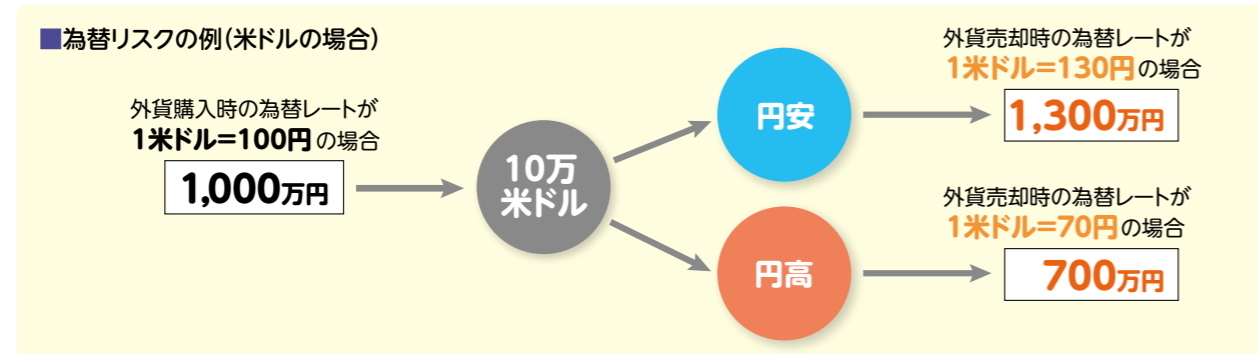 ■為替リスクの例(米ドルの場合)
外貨購入時の為替レートが
1米ドル=100円の場合
1,000万円
10万
米ドル
円安
外貨売却時の為替レートが
1米ドル=130円の場合
1,300万円
円高
外貨売却時の為替レートが
1米ドル=70円の場合
700万円